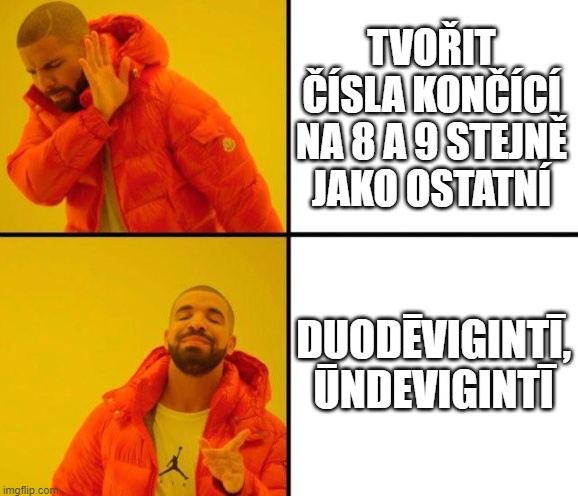 TVOŘIT
ČÍSLA KONČÍCÍ
NA 8 A 9 STEJNĚ
JAKO OSTATNÍ
DUODĒVIGINTĪ,
ŪNDEVIGINTĪ
imgflip.com